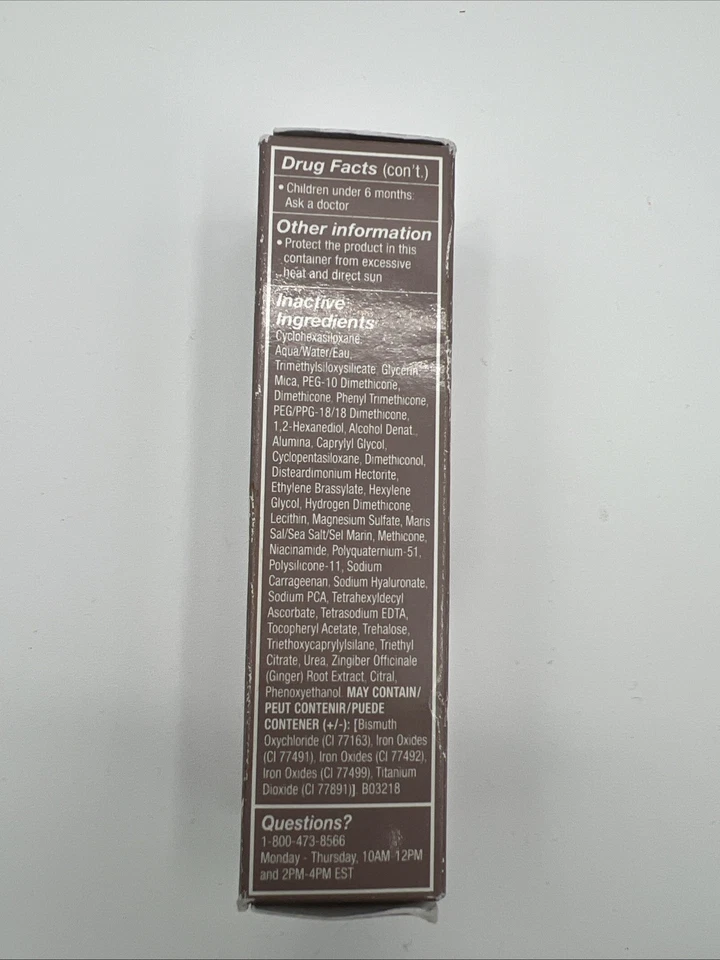 Drug Facts (con't.)
• Children under 6 months:
Ask a doctor
Other information
• Protect the product in this
container from excessive
heat and direct sun
Inactive
Ingredients
Cyclohexasiloxane,
Aqua/Water/Eau,
Trimethylsiloxysilicate, Glycerin,
Mica, PEG-10 Dimethicone,
Dimethicone, Phenyl Trimethicone,
PEG/PPG-18/18 Dimethicone,
1,2-Hexanediol, Alcohol Denat.,
Alumina, Caprylyl Glycol,
Cyclopentasiloxane, Dimethiconol,
Disteardimonium Hectorite,
Ethylene Brassylate, Hexylene
Glycol, Hydrogen Dimethicone,
Lecithin, Magnesium Sulfate, Maris
Sal/Sea Salt/Sel Marin, Methicone,
Niacinamide, Polyquaternium-51,
Polysilicone-11, Sodium
Carrageenan, Sodium Hyaluronate,
Sodium PCA, Tetrahexyldecyl
Ascorbate, Tetrasodium EDTA,
Tocopheryl Acetate, Trehalose,
Triethoxycaprylylsilane, Triethyl
Citrate, Urea, Zingiber Officinale
(Ginger) Root Extract, Citral,
Phenoxyethanol. MAY CONTAIN/
PEUT CONTENIR/PUEDE
CONTENER (+/-): [Bismuth
Oxychloride (CI 77163), Iron Oxides
(CI 77491), Iron Oxides (CI 77492),
Iron Oxides (CI 77499), Titanium
Dioxide (CI 77891)]. B03218
Questions?
1-800-473-8566
Monday - Thursday, 10AM-12PM
and 2PM-4PM EST